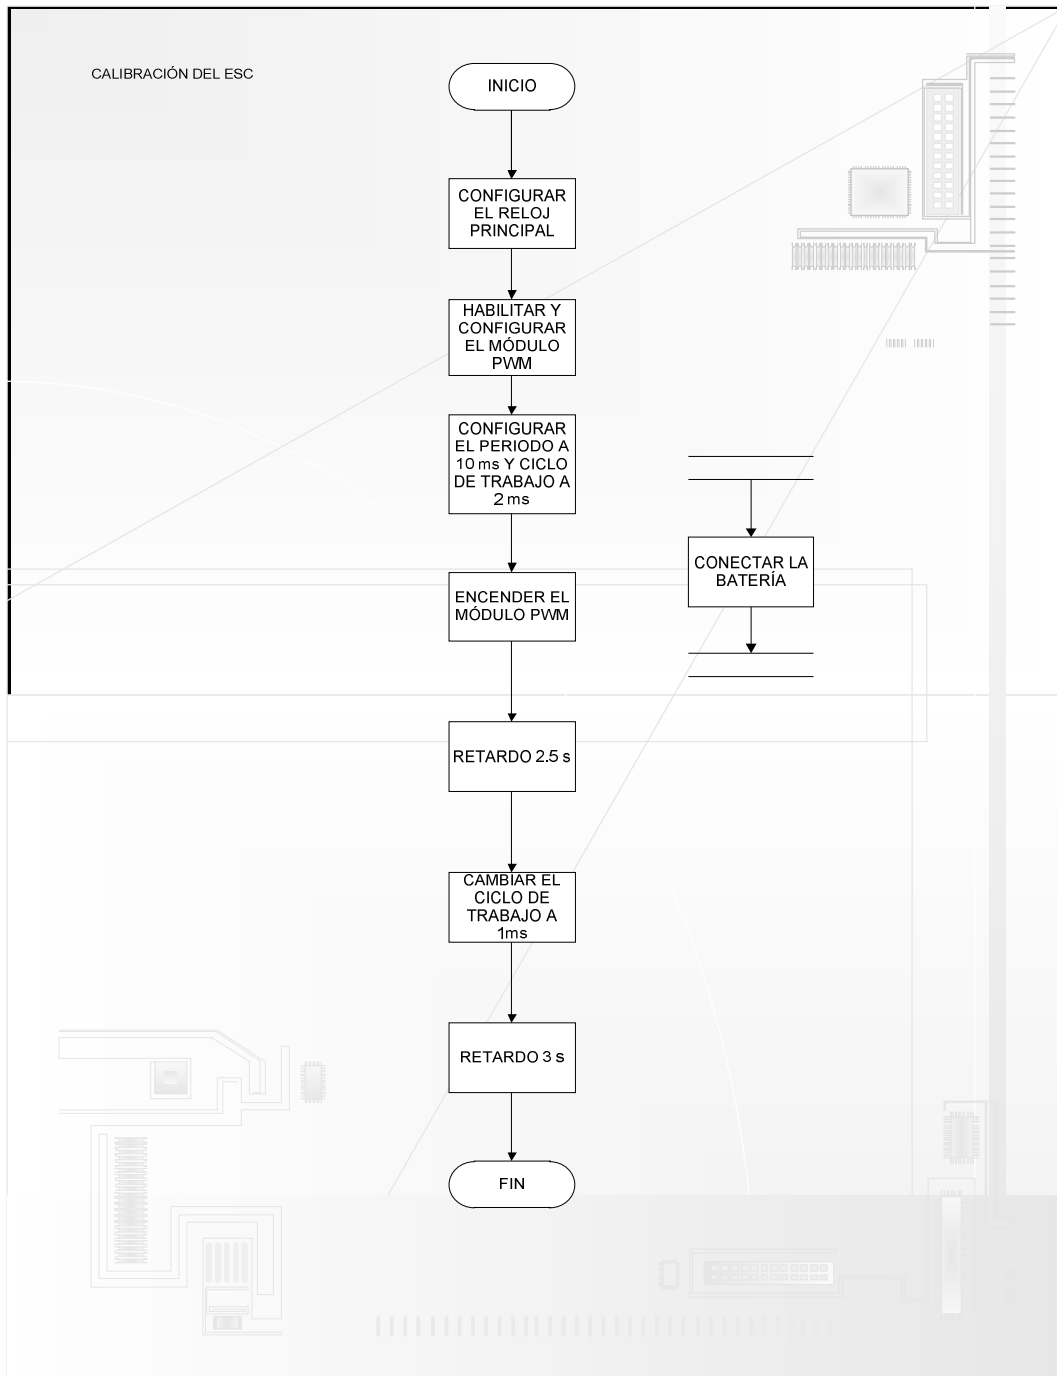 CALIBRACIÓN DEL ESC
INICIO
CONFIGURAR
EL RELOJ
PRINCIPAL
HABILITAR Y
CONFIGURAR
EL MÓDULO
PWM
CONFIGURAR
EL PERIODO A
10 ms Y CICLO
DE TRABAJO A
2 ms
CONECTAR LA
BATERÍA
ENCENDER EL
MÓDULO PWM
RETARDO 2.5 s
CAMBIAR EL
CICLO DE
TRABAJO A
1ms
RETARDO 3 s
FIN